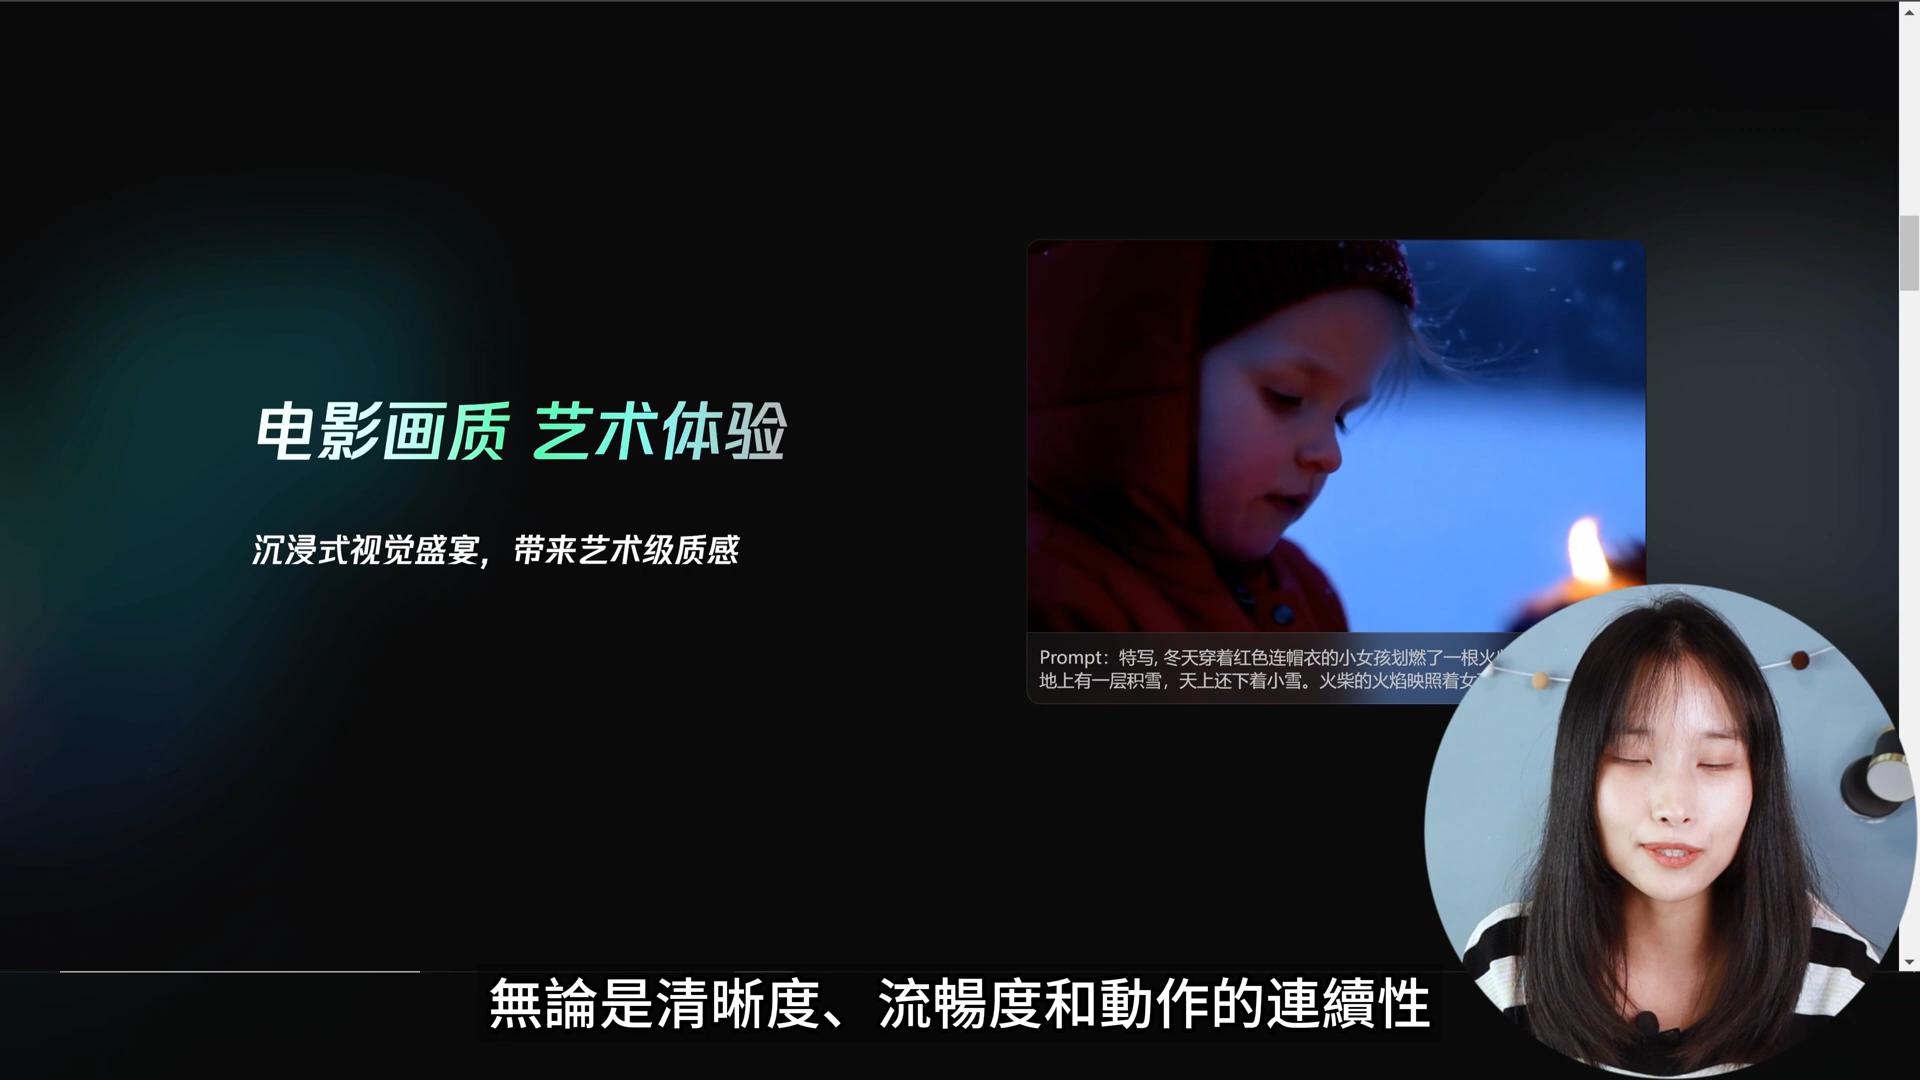 电影画质 艺术体验
沉浸式视觉盛宴，带来艺术级质感
Prompt：特写, 冬天穿着红色连帽衣的小女孩划燃了一根火
地上有一层积雪，天上还下着小雪。火柴的火焰映照着女
無論是清晰度、流暢度和動作的連續性